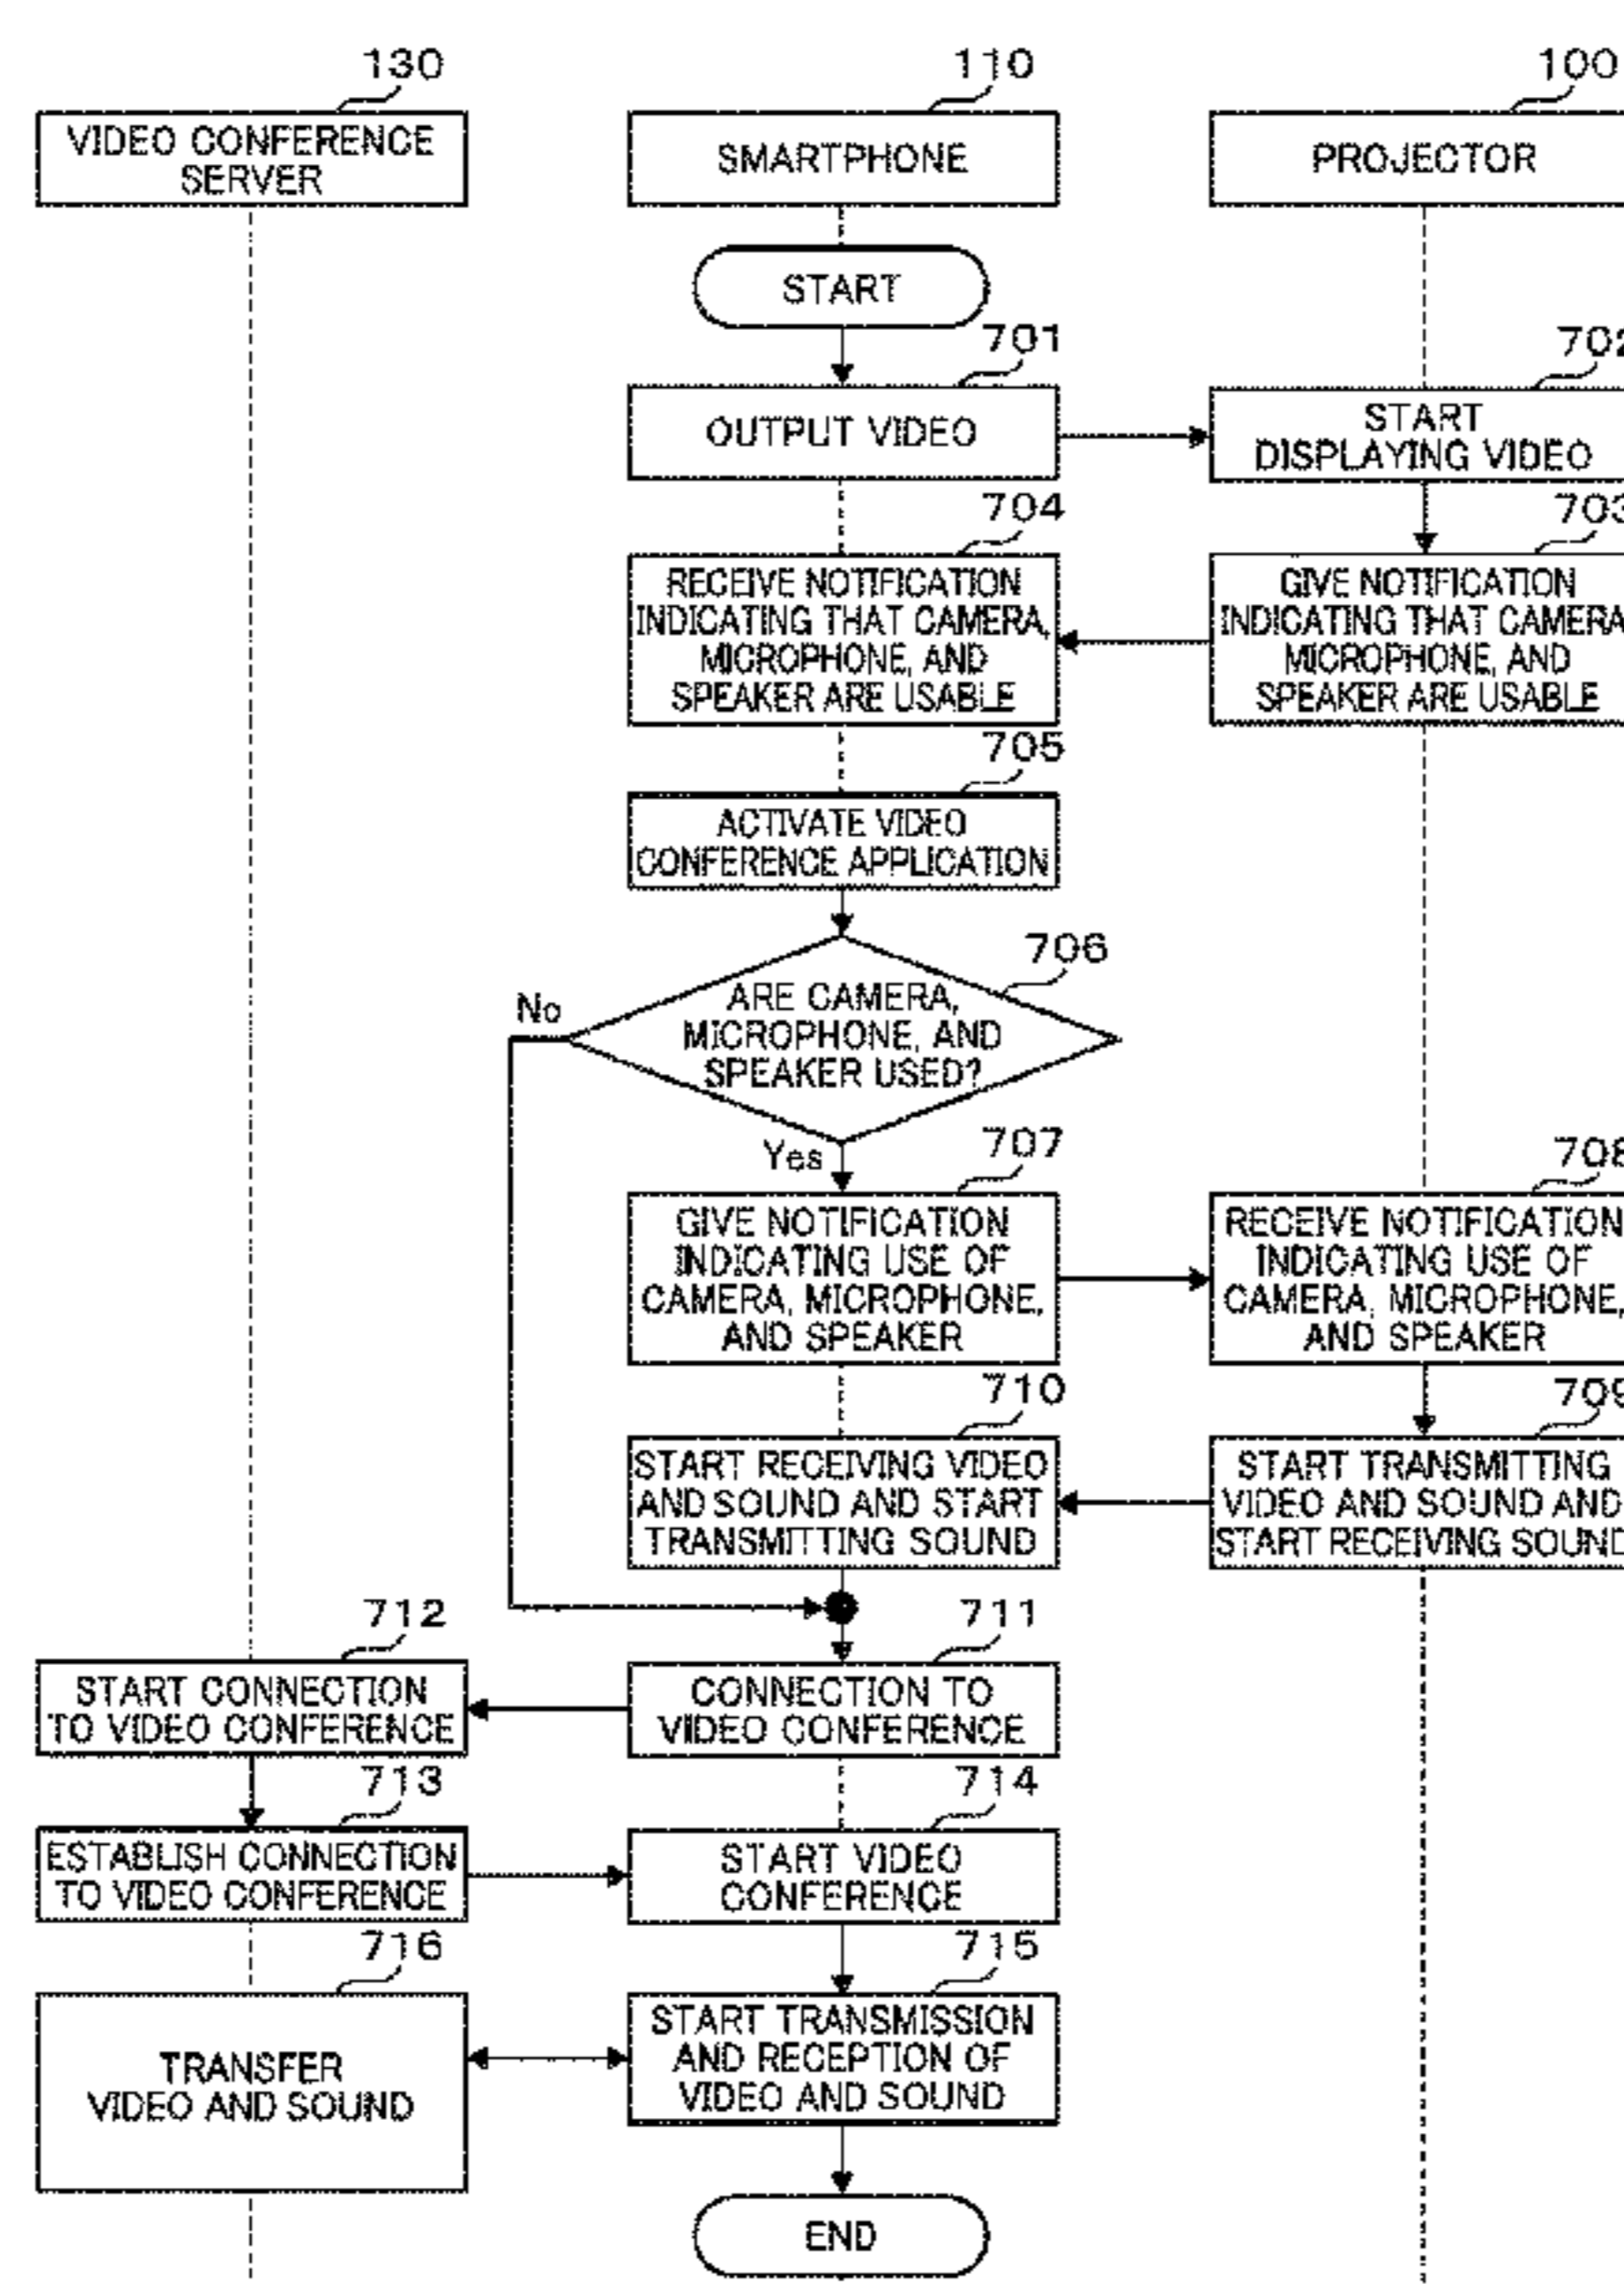 130
110
100
VIDEO CONFERENCE
SERVER
SMARTPHONE
PROJECTOR
START
701
702
OUTPUT VIDEO
START
DISPLAYING VIDEO
704
703
RECEIVE NOTIFICATION
INDICATING THAT CAMERA,
MICROPHONE, AND
SPEAKER ARE USABLE
GIVE NOTIFICATION
INDICATING THAT CAMERA
MICROPHONE, AND
SPEAKER ARE USABLE
705
ACTIVATE VIDEO
CONFERENCE APPLICATION
706
No
ARE CAMERA,
MICROPHONE, AND
SPEAKER USED?
Yes
707
708
GIVE NOTIFICATION
INDICATING USE OF
CAMERA, MICROPHONE,
AND SPEAKER
RECEIVE NOTIFICATION
INDICATING USE OF
CAMERA, MICROPHONE,
AND SPEAKER
710
709
START RECEIVING VIDEO
AND SOUND AND START
TRANSMITTING SOUND
START TRANSMITTING
VIDEO AND SOUND AND
START RECEIVING SOUND
712
711
START CONNECTION
TO VIDEO CONFERENCE
CONNECTION TO
VIDEO CONFERENCE
713
714
ESTABLISH CONNECTION
TO VIDEO CONFERENCE
START VIDEO
CONFERENCE
716
715
TRANSFER
VIDEO AND SOUND
START TRANSMISSION
AND RECEPTION OF
VIDEO AND SOUND
END